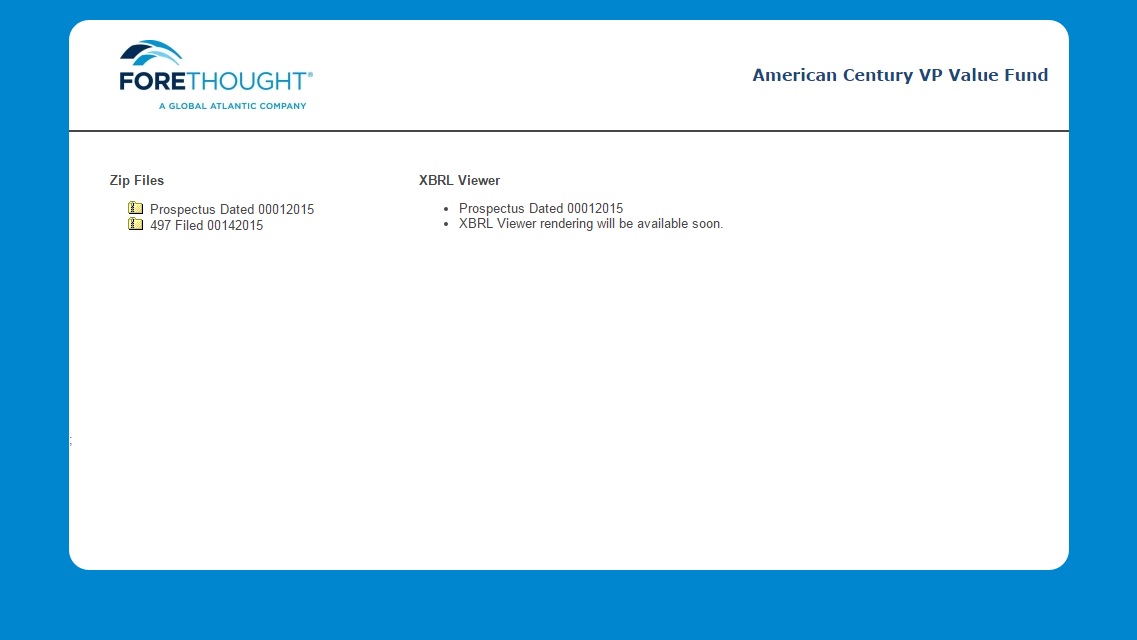 FORETHOUGHT®
A GLOBAL ATLANTIC COMPANY
American Century VP Value Fund
Zip Files
Prospectus Dated 00012015
497 Filed 00142015
XBRL Viewer
• Prospectus Dated 00012015
• XBRL Viewer rendering will be available soon.
;